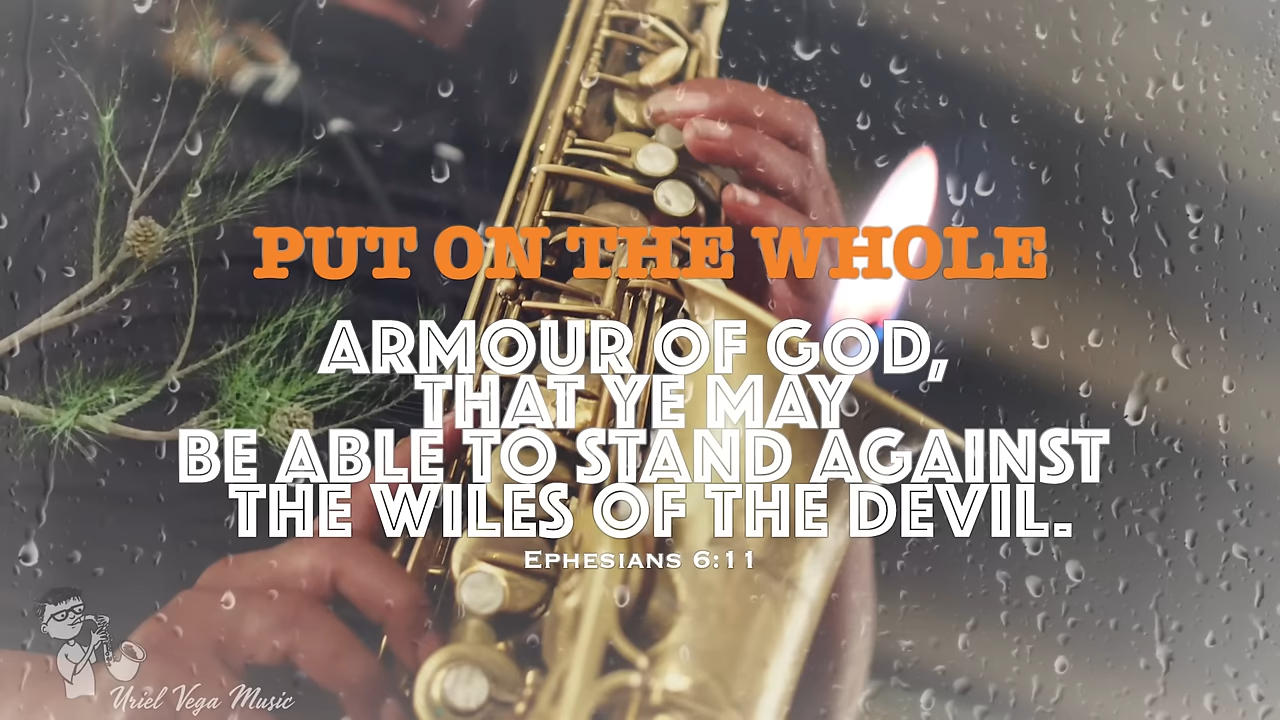 PUT ON THE WHOLE
ARMOUR OF GOD,
THAT YE MAY
BE ABLE TO STAND AGAINST
THE WILES OF THE DEVIL.
Ephesians 6:11
Uriel Vega Music